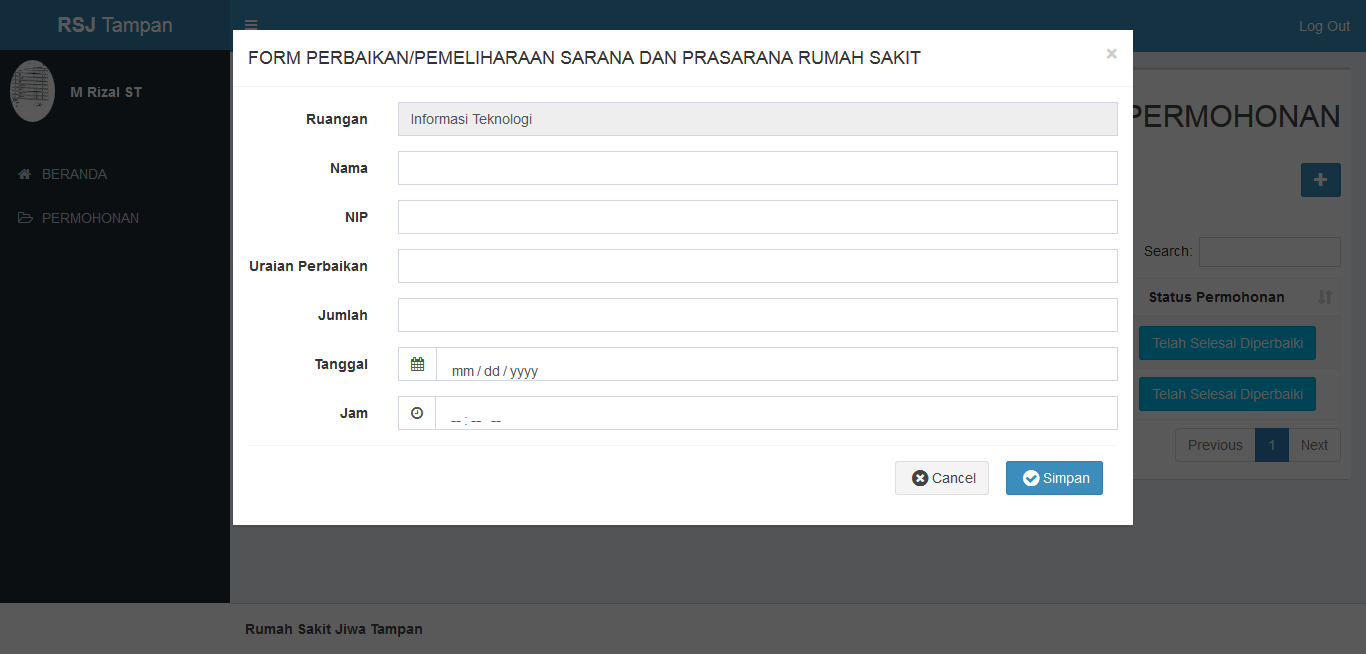 RSJ Tampan
Log Out
M Rizal ST
BERANDA
PERMOHONAN
FORM PERBAIKAN/PEMELIHARAAN SARANA DAN PRASARANA RUMAH SAKIT
×
Ruangan
Informasi Teknologi
Nama
NIP
Uraian Perbaikan
Jumlah
Tanggal
mm / dd / yyyy
Jam
-- : -- --
Cancel
Simpan
PERMOHONAN
Search:
Status Permohonan
Telah Selesai Diperbaiki
Telah Selesai Diperbaiki
Previous 1 Next
Rumah Sakit Jiwa Tampan